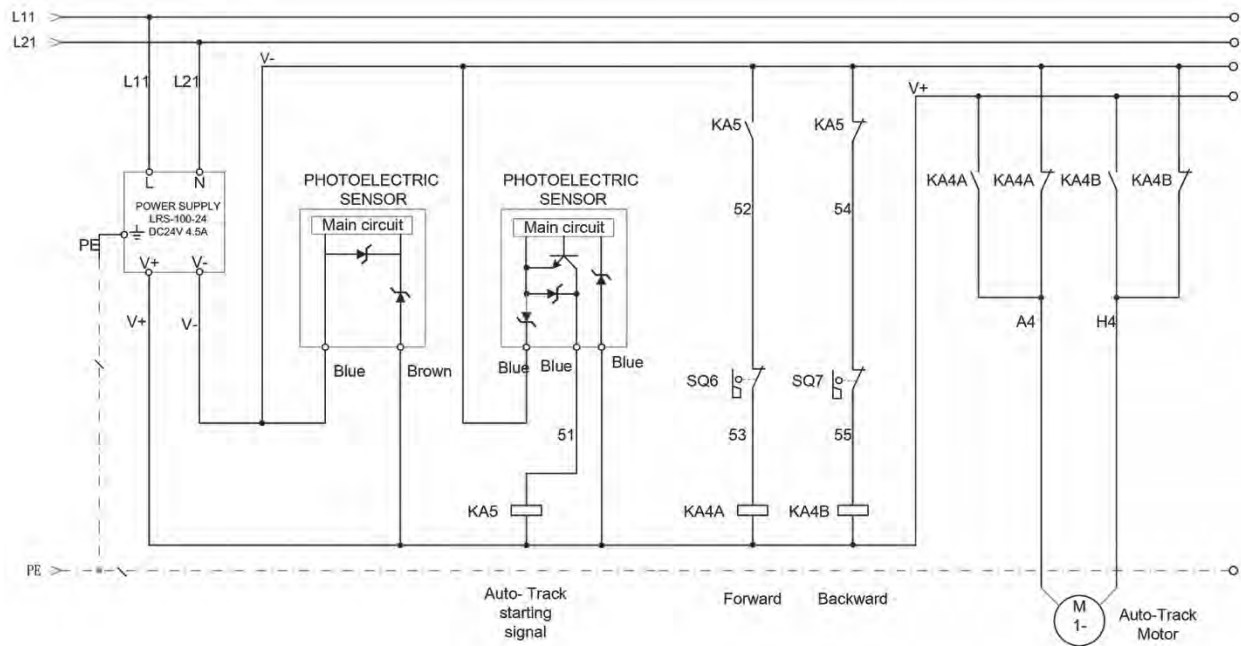 L11
L21
V-
V+
L11
L21
KA5
KA5
PHOTOELECTRIC
SENSOR
PHOTOELECTRIC
SENSOR
L
N
POWER SUPPLY
LRS-100-24
DC24V 4.5A
V+
V-
PE
Main circuit
Main circuit
KA4A
KA4A
KA4B
KA4B
52
54
V+
V-
A4
H4
Blue
Brown
Blue
Blue
Blue
SQ6
SQ7
51
53
55
KA5
KA4A
KA4B
PE
Auto- Track
starting
signal
Forward
Backward
M
1-
Auto-Track
Motor